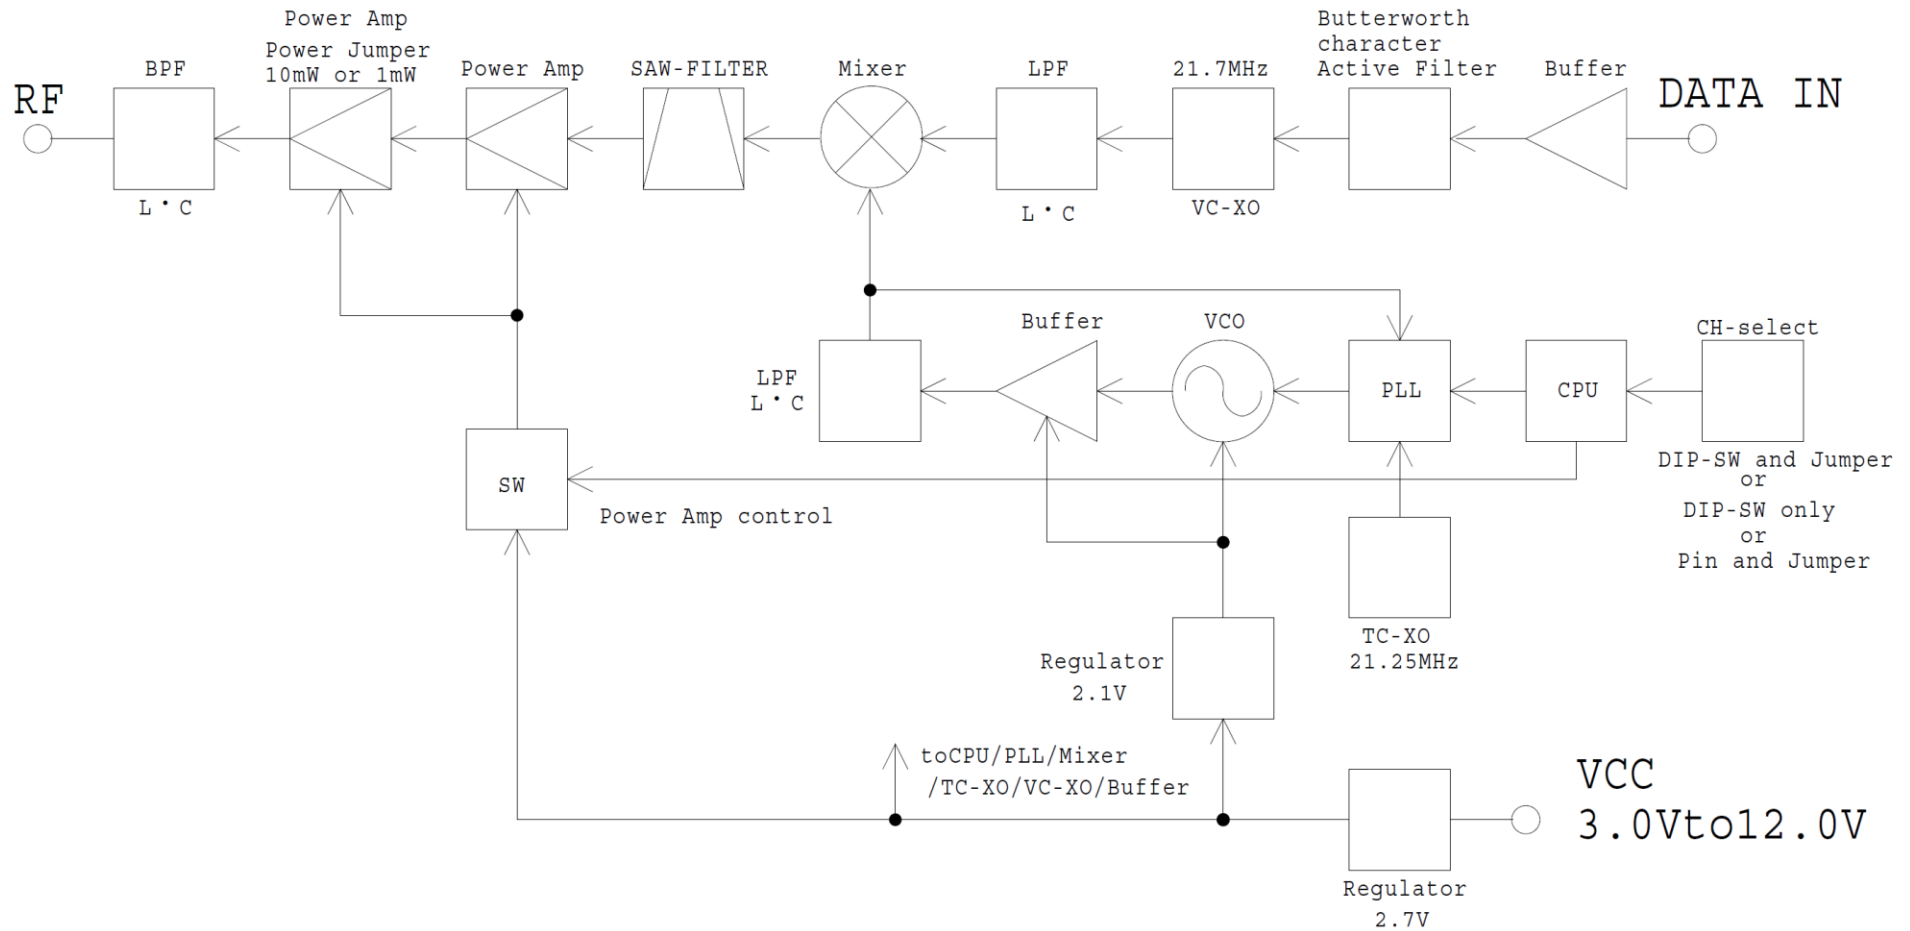 Power Amp
Power Jumper
10mW or 1mW
BPF
Power Amp
SAW-FILTER
Mixer
LPF
21.7MHz
Butterworth
character
Active Filter
Buffer
RF
DATA IN
L・C
L・C
VC-XO
Buffer
VCO
CH-select
LPF
L・C
PLL
CPU
DIP-SW and Jumper
or
DIP-SW only
or
Pin and Jumper
SW
Power Amp control
TC-XO
21.25MHz
Regulator
2.1V
toCPU/PLL/Mixer
/TC-XO/VC-XO/Buffer
VCC
3.0Vto12.0V
Regulator
2.7V